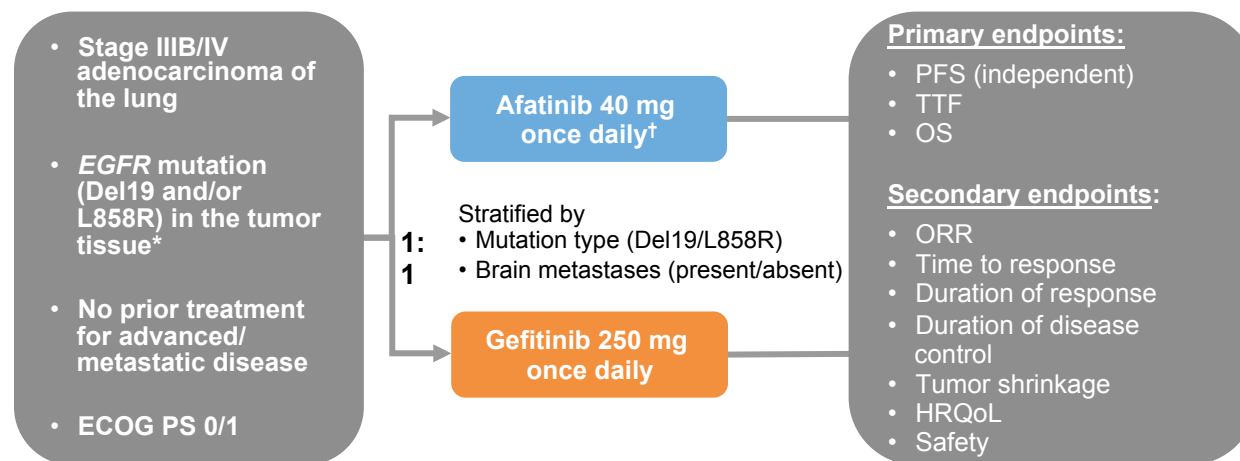 • Stage IIIB/IV
adenocarcinoma of
the lung
• EGFR mutation
(Del19 and/or
L858R) in the tumor
tissue*
• No prior treatment
for advanced/
metastatic disease
• ECOG PS 0/1
1:
1
Afatinib 40 mg
once daily†
Stratified by
• Mutation type (Del19/L858R)
• Brain metastases (present/absent)
Gefitinib 250 mg
once daily
Primary endpoints:
• PFS (independent)
• TTF
• OS
Secondary endpoints:
• ORR
• Time to response
• Duration of response
• Duration of disease
control
• Tumor shrinkage
• HRQoL
• Safety